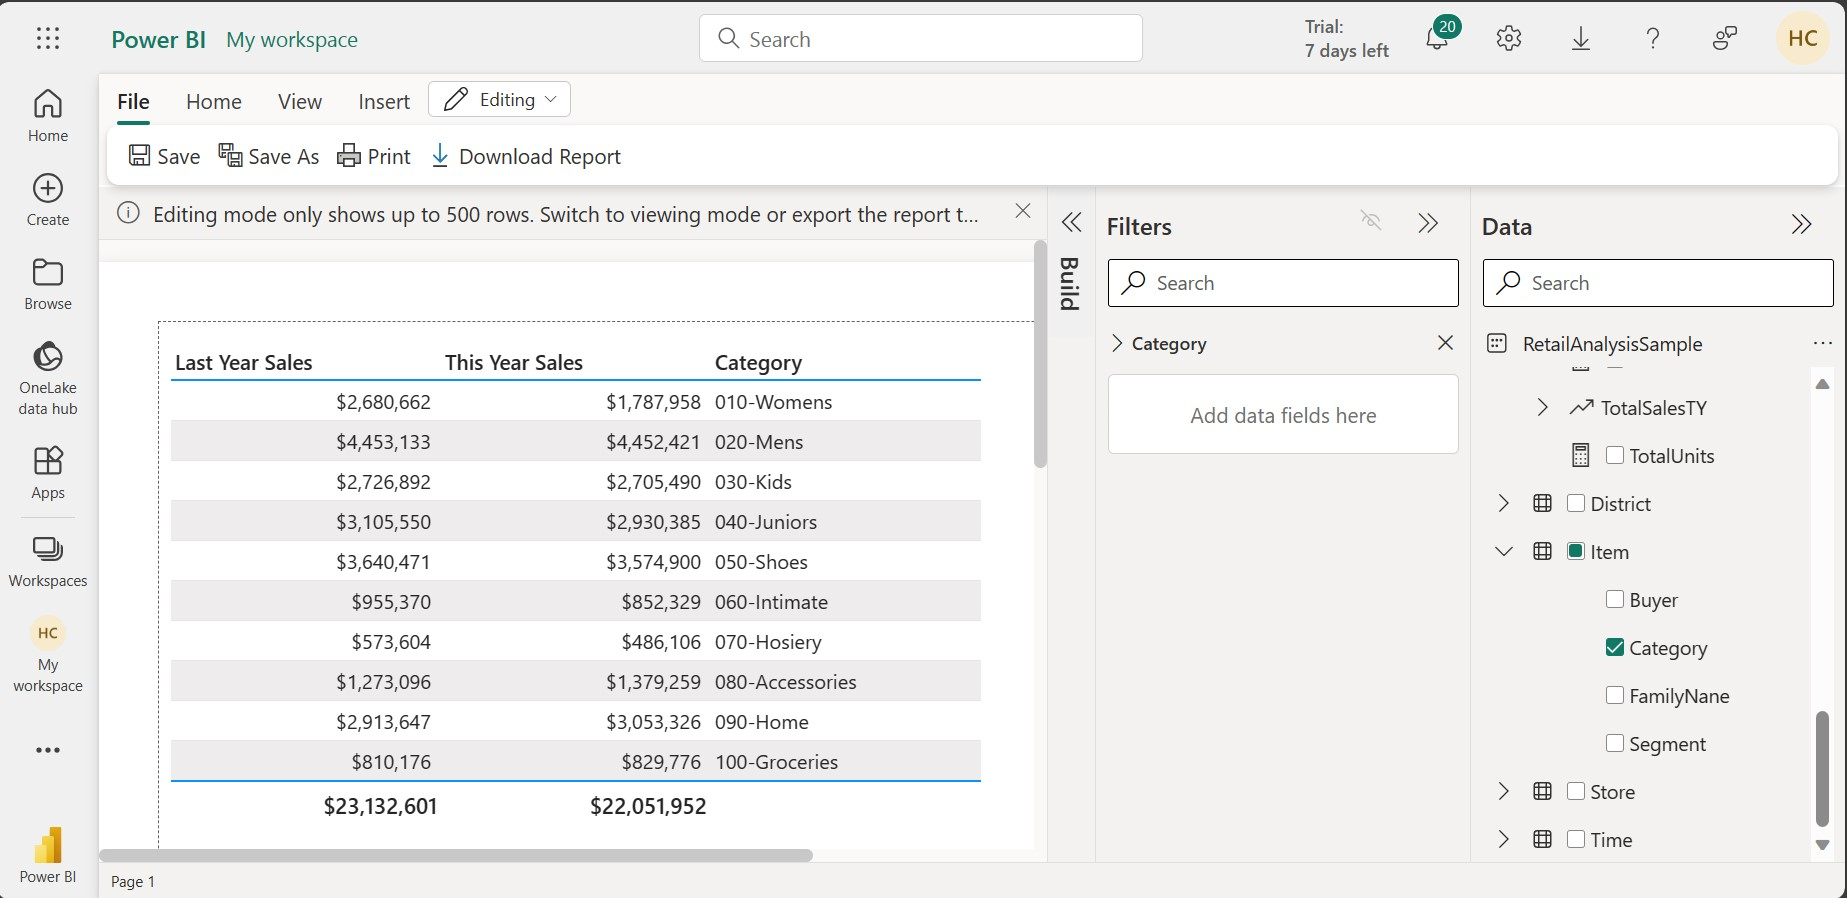 Power BI My workspace
Search
Trial:
7 days left
20
HC
File Home View Insert Editing
Save Save As Print Download Report
Home
Create
Browse
OneLake
data hub
Apps
Workspaces
HC
My
workspace
Power BI
Editing mode only shows up to 500 rows. Switch to viewing mode or export the report t...
Last Year Sales This Year Sales Category
$2,680,662 $1,787,958 010-Womens
$4,453,133 $4,452,421 020-Mens
$2,726,892 $2,705,490 030-Kids
$3,105,550 $2,930,385 040-Juniors
$3,640,471 $3,574,900 050-Shoes
$955,370 $852,329 060-Intimate
$573,604 $486,106 070-Hosiery
$1,273,096 $1,379,259 080-Accessories
$2,913,647 $3,053,326 090-Home
$810,176 $829,776 100-Groceries
$23,132,601 $22,051,952
Page 1
Build
Filters
Search
Category
Add data fields here
Data
Search
RetailAnalysisSample
TotalSalesTY
TotalUnits
District
Item
Buyer
Category
FamilyNane
Segment
Store
Time